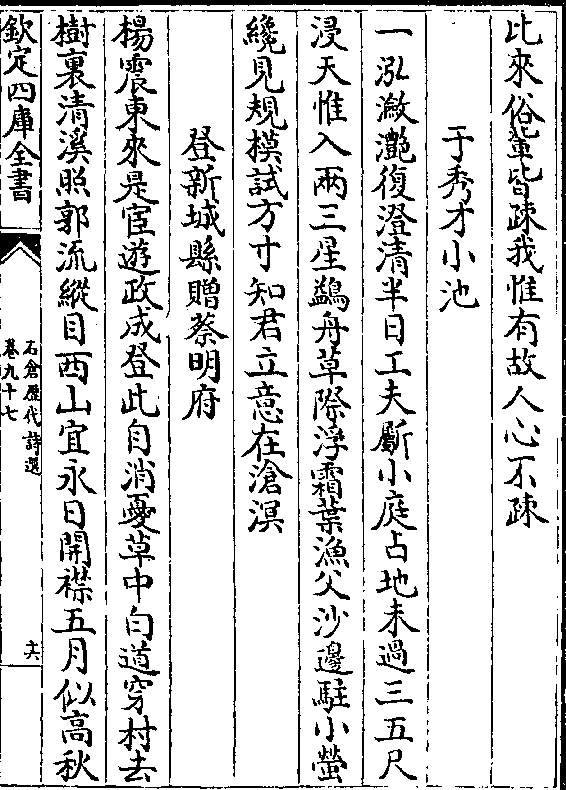 比來俗軰皆疎我惟有故人心不疎
于秀才小池
一泓瀲灔復澄清半日工夫斸小庭占地未過三五尺
浸天惟入兩三星鷁舟草際浮霜葉漁父沙邊駐小螢
纔見規模試方寸知君立意在滄溟
登新城縣贈蔡明府
楊震東來是宦遊政成登此自消憂草中白道穿村去
樹裏清溪照郭流縱目西山宜永日開襟五月似高秋
欽定四庫全書
石倉歷代詩選
卷九十七
六